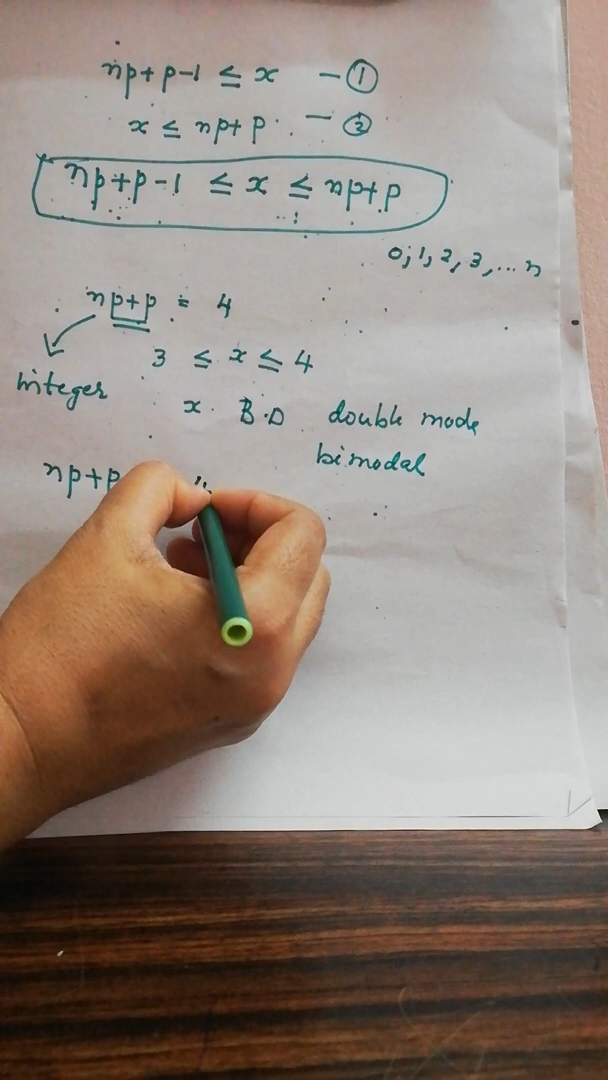 np+p-1 ≤ x - ①
x ≤ np+p - ②
np+p-1 ≤ x ≤ np+p
0, 1, 2, 3, ... n
np+p = 4
3 ≤ x ≤ 4
Integer
x. B.D double mode
bimodal
np+p